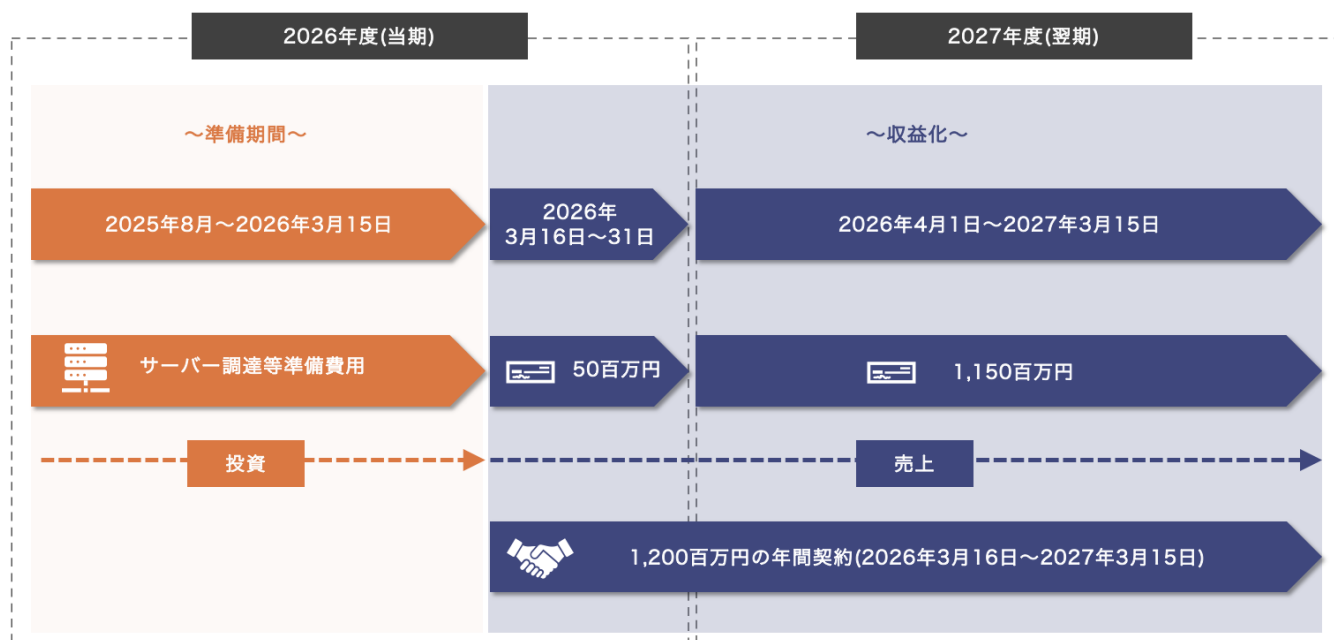 2026年度(当期)
2027年度(翌期)
～準備期間～
～収益化～
2025年8月～2026年3月15日
2026年
3月16日～31日
2026年4月1日～2027年3月15日
サーバー調達等準備費用
50百万円
1,150百万円
投資
売上
1,200百万円の年間契約(2026年3月16日～2027年3月15日)